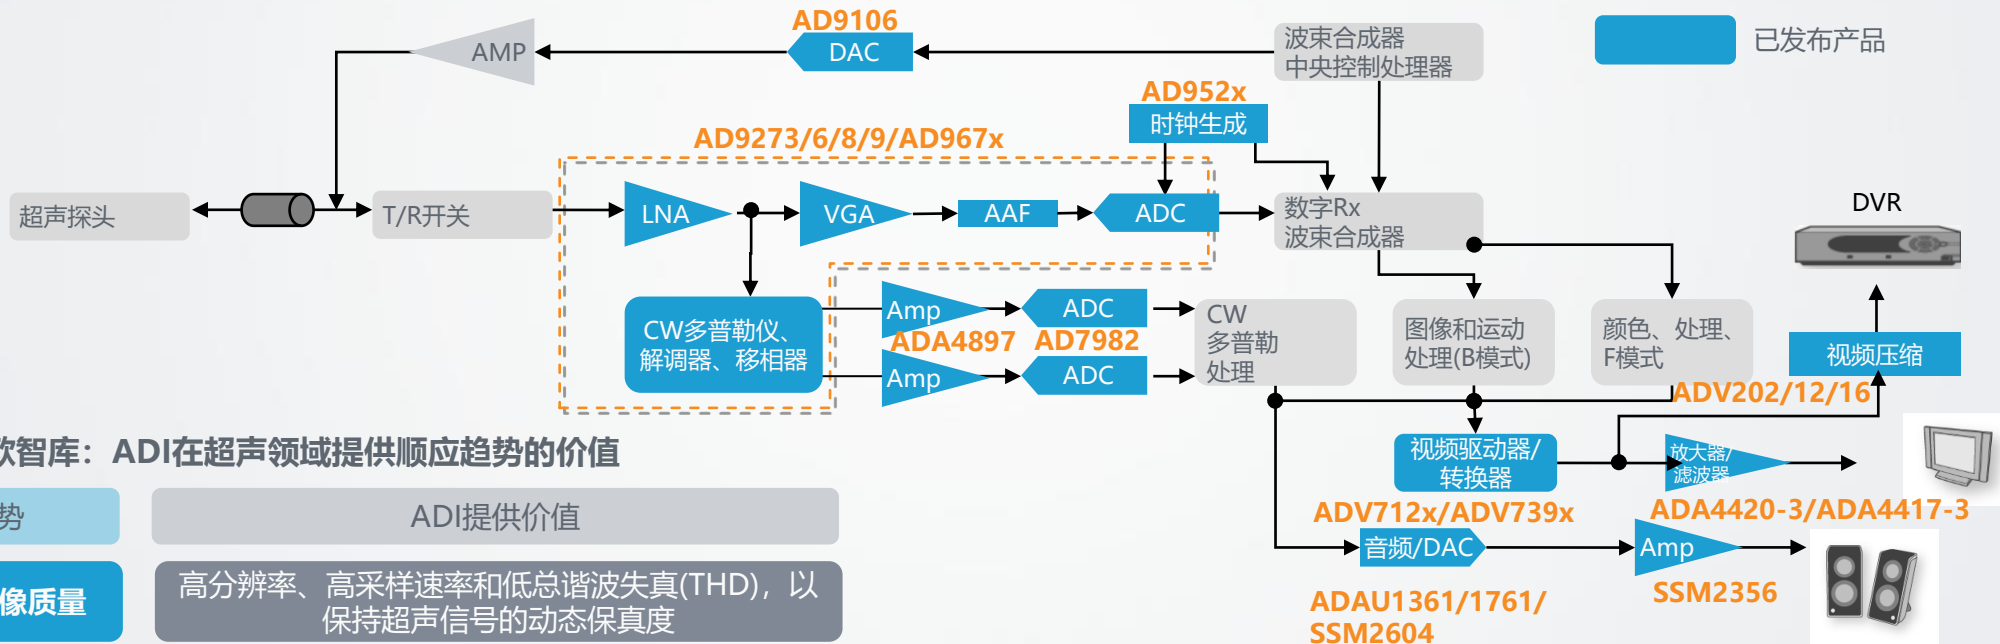 AD9106
AMP
DAC
波束合成器
中央控制处理器
已发布产品
AD952x
时钟生成
AD9273/6/8/9/AD967x
超声探头
T/R开关
LNA
VGA
AAF
ADC
数字Rx
波束合成器
DVR
CW多普勒仪、
解调器、移相器
Amp
ADC
ADA4897
AD7982
Amp
ADC
CW
多普勒
处理
图像和运动
处理(B模式)
颜色、处理、
F模式
视频压缩
ADV202/12/16
智库：ADI在超声领域提供顺应趋势的价值
视频驱动器/
转换器
放大器/
滤波器
势
ADI提供价值
ADV712x/ADV739x
ADA4420-3/ADA4417-3
音频/DAC
Amp
像质量
高分辨率、高采样速率和低总谐波失真(THD)，以
保持超声信号的动态保真度
ADAU1361/1761/
SSM2604
SSM2356